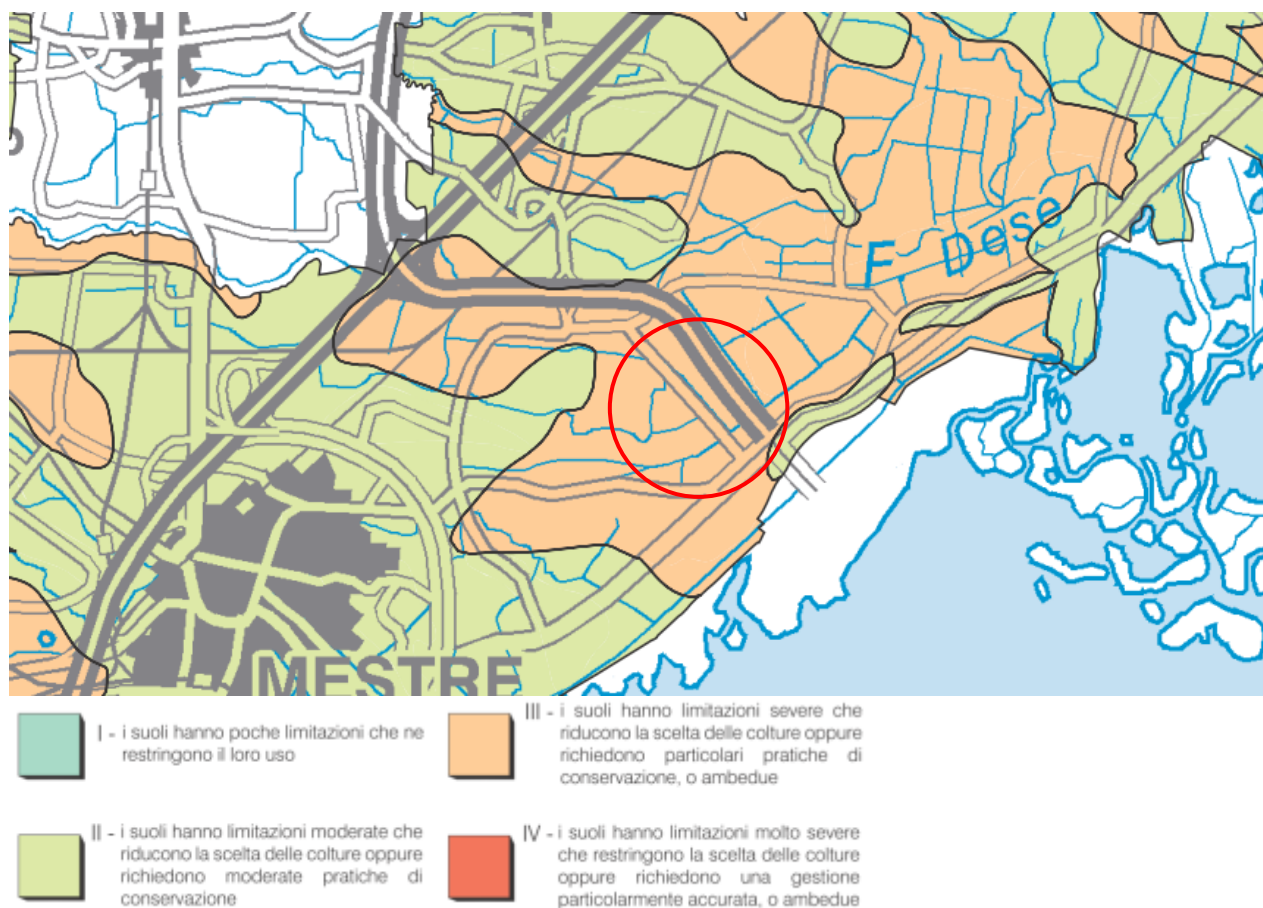 F. Dese
MESTRE
I - i suoli hanno poche limitazioni che ne
restringono il loro uso
II - i suoli hanno limitazioni moderate che
riducono la scelta delle colture oppure
richiedono moderate pratiche di
conservazione
III - i suoli hanno limitazioni severe che
riducono la scelta delle colture oppure
richiedono particolari pratiche di
conservazione, o ambedue
IV - i suoli hanno limitazioni molto severe
che restringono la scelta delle colture
oppure richiedono una gestione
particolarmente accurata, o ambedue